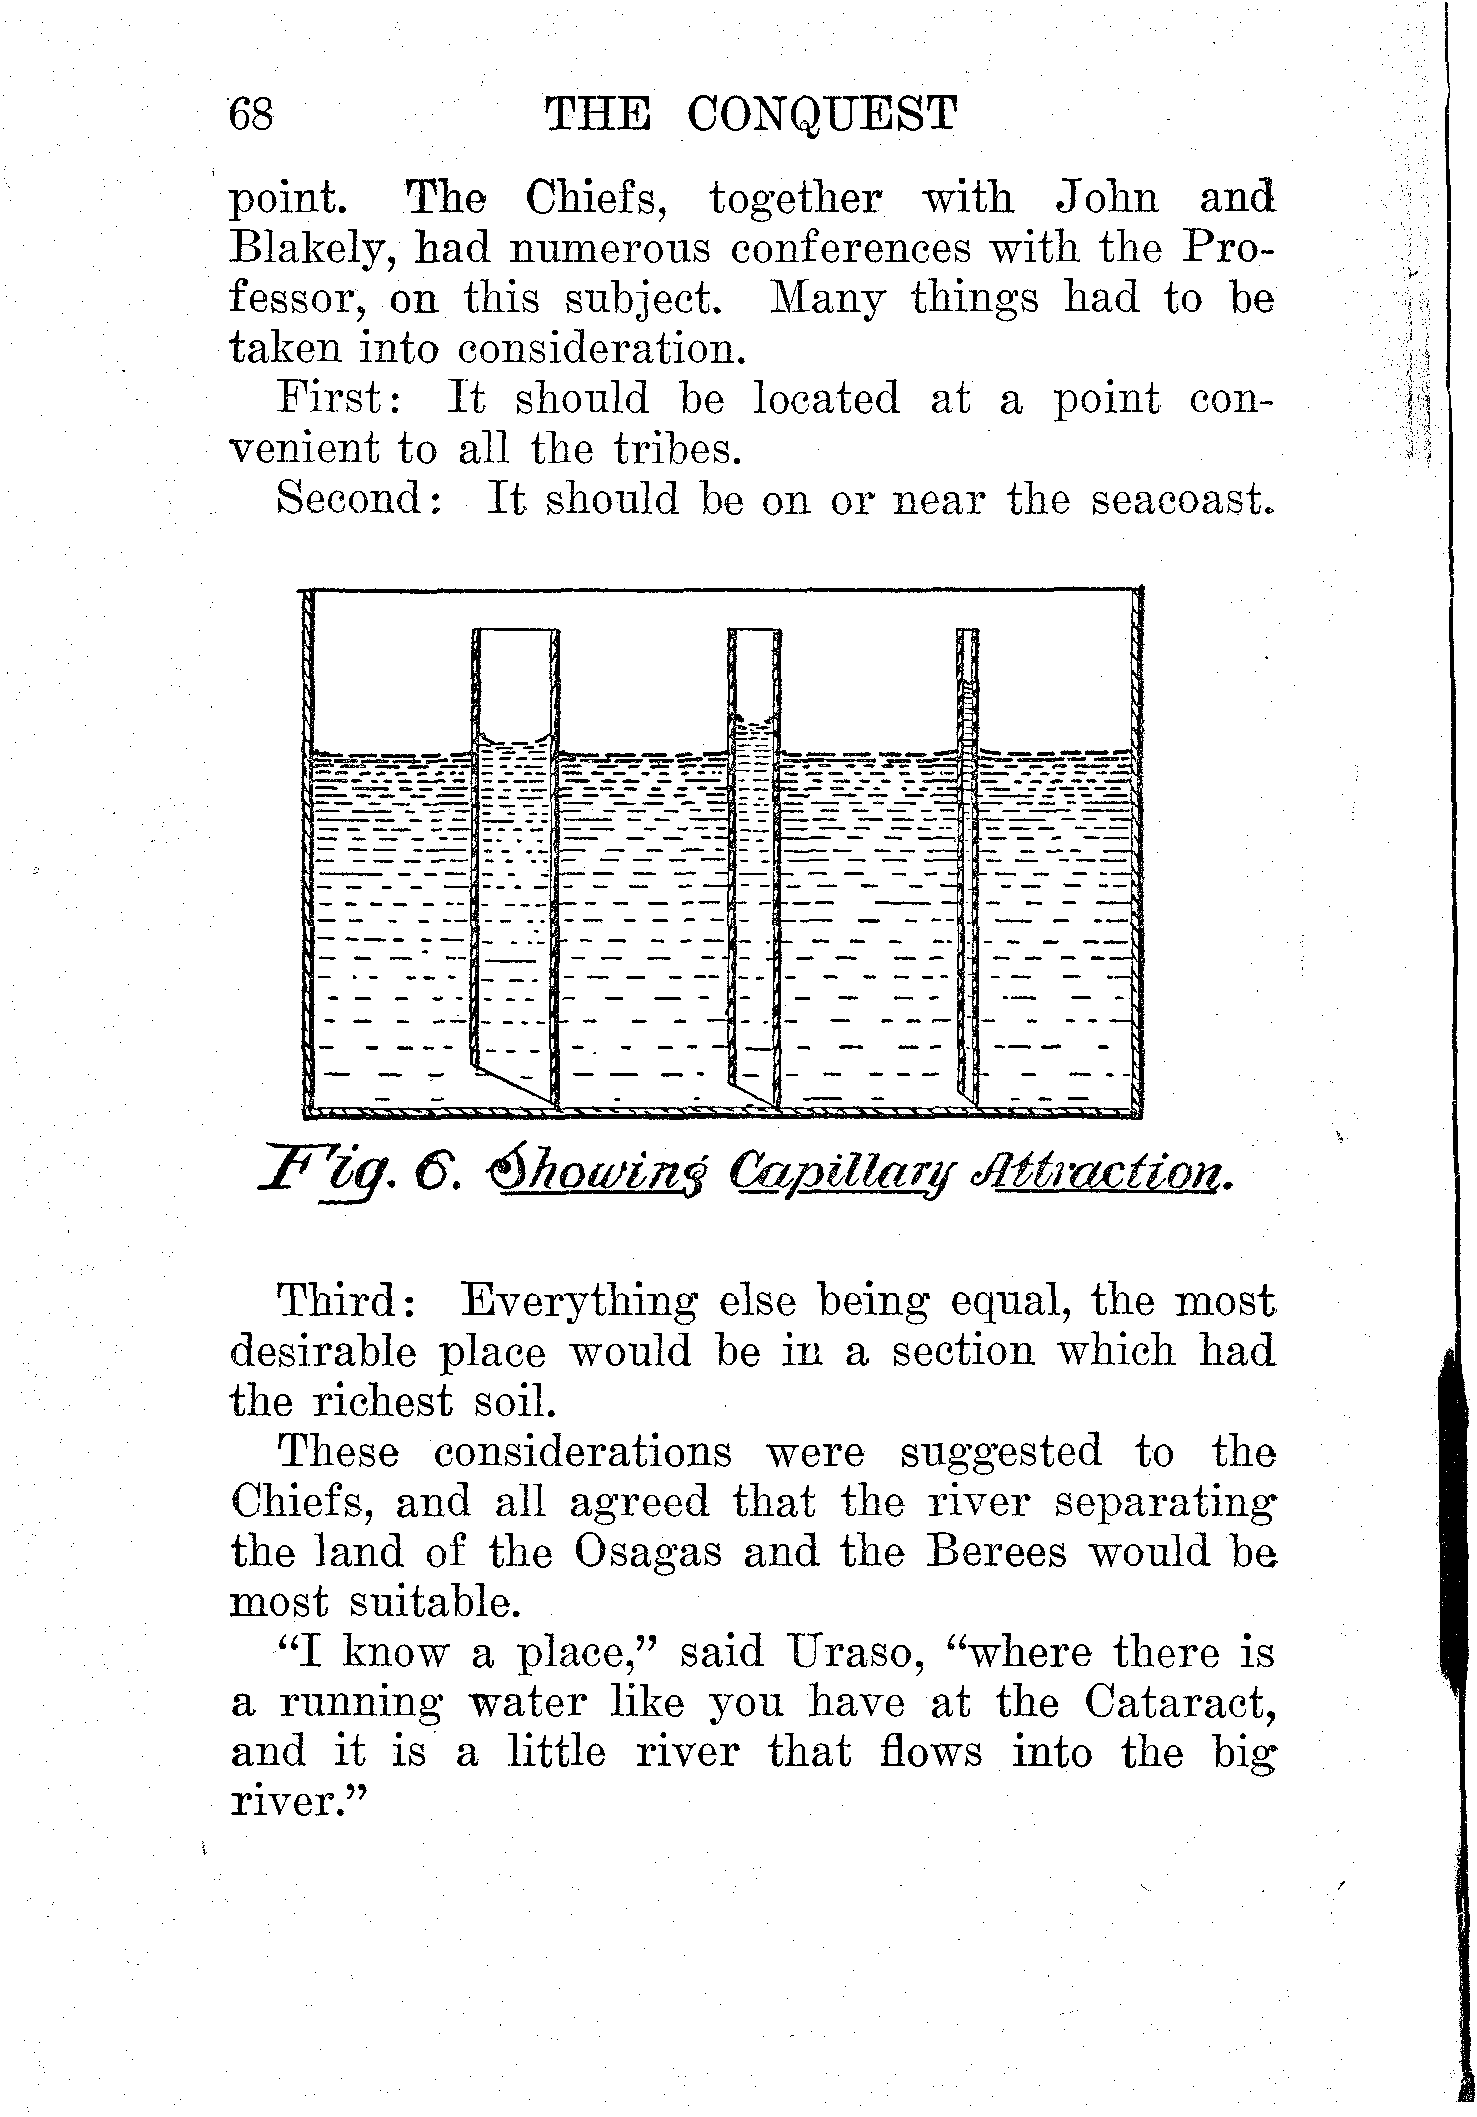 68 THE CONQUEST
point. The Chiefs, together with John and
Blakely, had numerous conferences with the Pro-
fessor, on this subject. Many things had to be
taken into consideration.
First: It should be located at a point con-
venient to all the tribes.
Second: It should be on or near the seacoast.
Fig. 6. Showing Capillary Attraction.
Third: Everything else being equal, the most
desirable place would be in a section which had
the richest soil.
These considerations were suggested to the
Chiefs, and all agreed that the river separating
the land of the Osagas and the Berees would be
most suitable.
"I know a place," said Uraso, "where there is
a running water like you have at the Cataract,
and it is a little river that flows into the big
river."